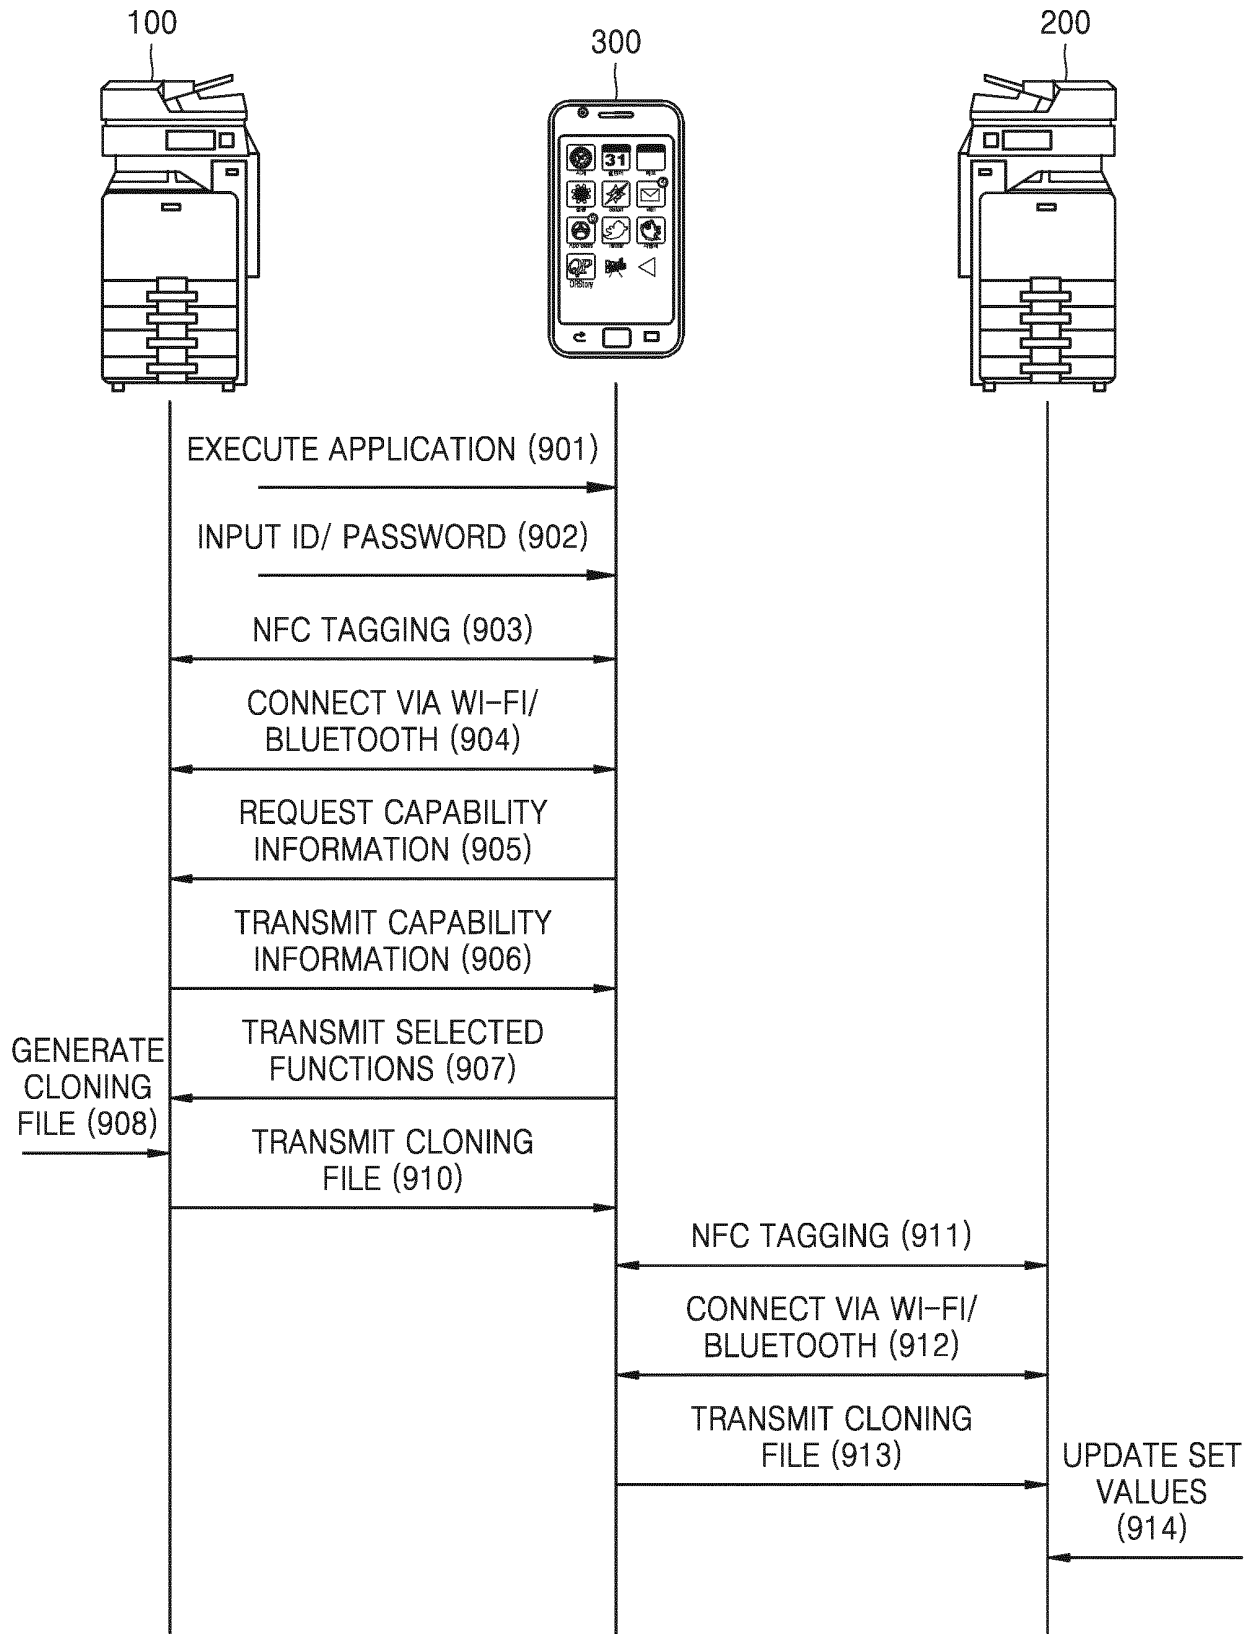 100
300
200
31
QP
EXECUTE APPLICATION (901)
INPUT ID/ PASSWORD (902)
NFC TAGGING (903)
CONNECT VIA WI-FI/
BLUETOOTH (904)
REQUEST CAPABILITY
INFORMATION (905)
TRANSMIT CAPABILITY
INFORMATION (906)
TRANSMIT SELECTED
FUNCTIONS (907)
GENERATE
CLONING
FILE (908)
TRANSMIT CLONING
FILE (910)
NFC TAGGING (911)
CONNECT VIA WI-FI/
BLUETOOTH (912)
TRANSMIT CLONING
FILE (913)
UPDATE SET
VALUES
(914)